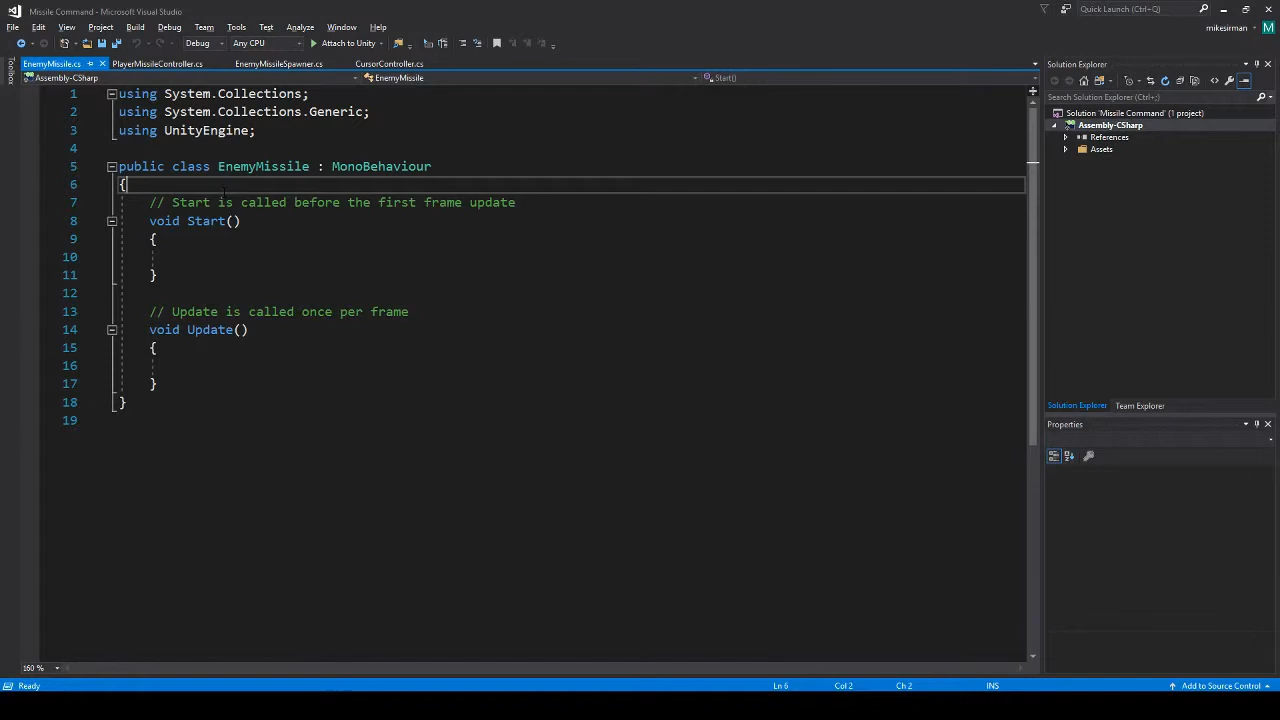 Missile Command - Microsoft Visual Studio
Quick Launch (Ctrl+Q)
File Edit View Project Build Debug Team Tools Test Analyze Window Help
mikesirman M
Debug Any CPU Attach to Unity
Toolbox
EnemyMissile.cs PlayerMissileController.cs EnemyMissileSpawner.cs CursorController.cs
Assembly-CSharp EnemyMissile Start()
1 using System.Collections;
2 using System.Collections.Generic;
3 using UnityEngine;
4
5 public class EnemyMissile : MonoBehaviour
6 {
7 // Start is called before the first frame update
8 void Start()
9 {
10
11 }
12
13 // Update is called once per frame
14 void Update()
15 {
16
17 }
18 }
19
160 %
Solution Explorer
Search Solution Explorer (Ctrl+;)
Solution 'Missile Command' (1 project)
Assembly-CSharp
References
Assets
Solution Explorer Team Explorer
Properties
Ready Ln 6 Col 2 Ch 2 INS Add to Source Control